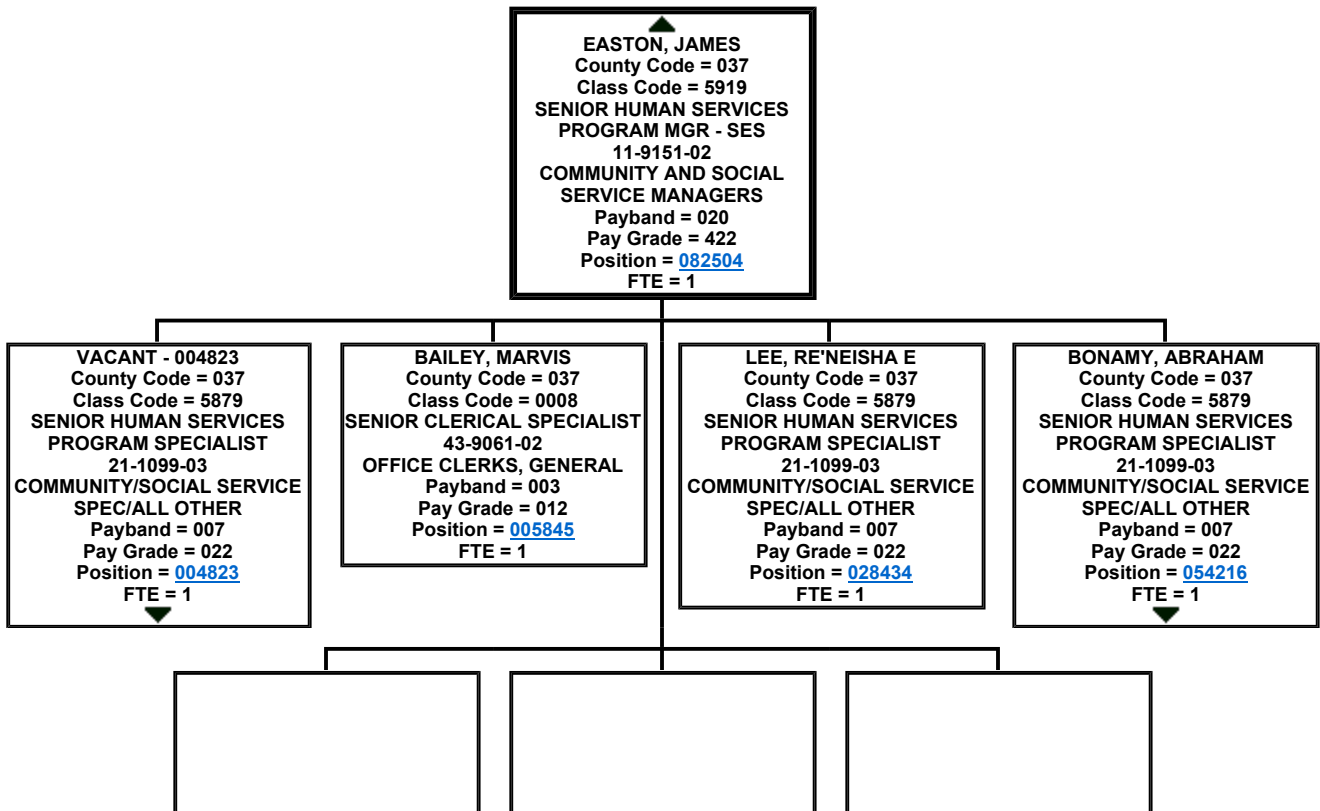 EASTON, JAMES
County Code = 037
Class Code = 5919
SENIOR HUMAN SERVICES
PROGRAM MGR - SES
11-9151-02
COMMUNITY AND SOCIAL
SERVICE MANAGERS
Payband = 020
Pay Grade = 422
Position = 082504
FTE = 1
VACANT - 004823
County Code = 037
Class Code = 5879
SENIOR HUMAN SERVICES
PROGRAM SPECIALIST
21-1099-03
COMMUNITY/SOCIAL SERVICE
SPEC/ALL OTHER
Payband = 007
Pay Grade = 022
Position = 004823
FTE = 1
BAILEY, MARVIS
County Code = 037
Class Code = 0008
SENIOR CLERICAL SPECIALIST
43-9061-02
OFFICE CLERKS, GENERAL
Payband = 003
Pay Grade = 012
Position = 005845
FTE = 1
LEE, RE'NEISHA E
County Code = 037
Class Code = 5879
SENIOR HUMAN SERVICES
PROGRAM SPECIALIST
21-1099-03
COMMUNITY/SOCIAL SERVICE
SPEC/ALL OTHER
Payband = 007
Pay Grade = 022
Position = 028434
FTE = 1
BONAMY, ABRAHAM
County Code = 037
Class Code = 5879
SENIOR HUMAN SERVICES
PROGRAM SPECIALIST
21-1099-03
COMMUNITY/SOCIAL SERVICE
SPEC/ALL OTHER
Payband = 007
Pay Grade = 022
Position = 054216
FTE = 1